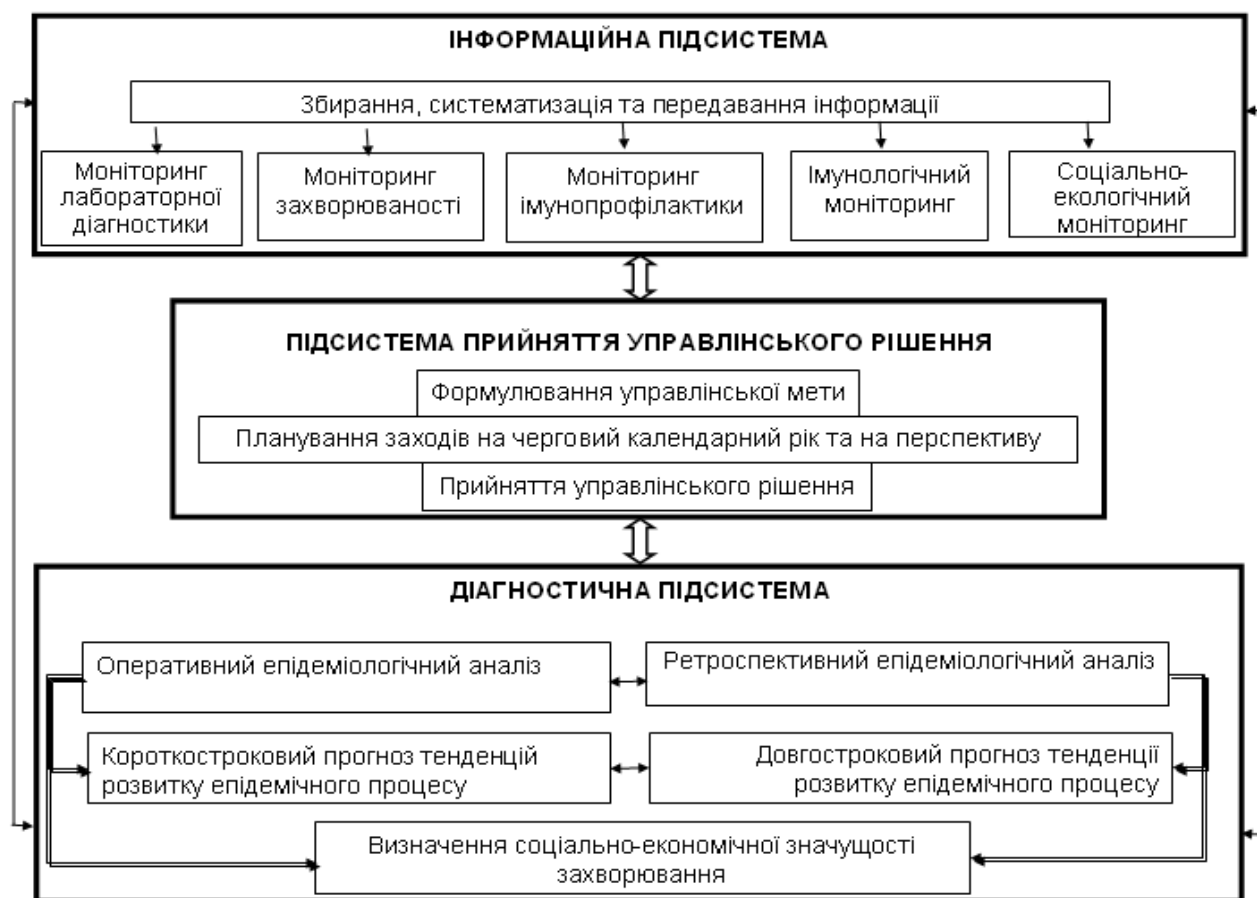 ІНФОРМАЦІЙНА ПІДСИСТЕМА
Збирання, систематизація та передавання інформації
Моніторинг
лабораторної
діагностики
Моніторинг
захворюваності
Моніторинг
імунопрофілактики
Імунологічний
моніторинг
Соціально-
екологічний
моніторинг
ПІДСИСТЕМА ПРИЙНЯТТЯ УПРАВЛІНСЬКОГО РІШЕННЯ
Формулювання управлінської мети
Планування заходів на черговий календарний рік та на перспективу
Прийняття управлінського рішення
ДІАГНОСТИЧНА ПІДСИСТЕМА
Оперативний епідеміологічний аналіз
Ретроспективний епідеміологічний аналіз
Короткостроковий прогноз тенденцій
розвитку епідемічного процесу
Довгостроковий прогноз тенденції
розвитку епідемічного процесу
Визначення соціально-економічної значущості
захворювання